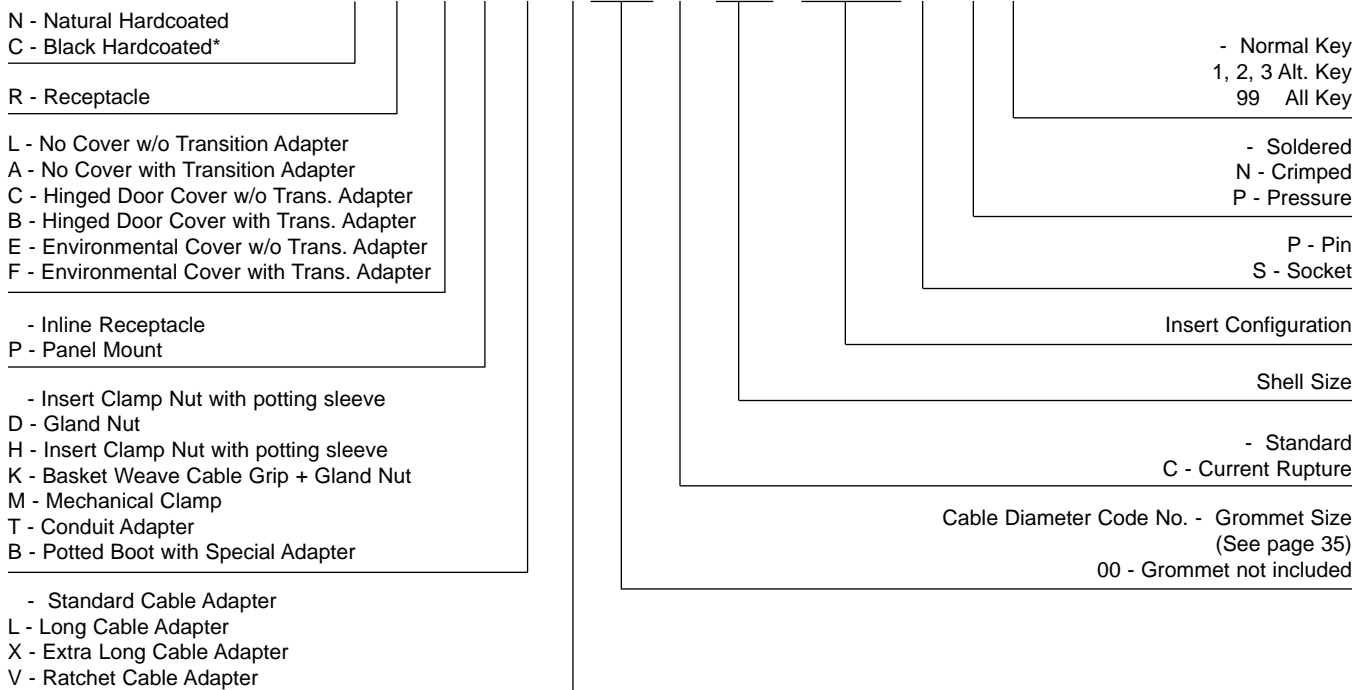 N - Natural Hardcoated
C - Black Hardcoated*
R - Receptacle
L - No Cover w/o Transition Adapter
A - No Cover with Transition Adapter
C - Hinged Door Cover w/o Trans. Adapter
B - Hinged Door Cover with Trans. Adapter
E - Environmental Cover w/o Trans. Adapter
F - Environmental Cover with Trans. Adapter
- Inline Receptacle
P - Panel Mount
- Insert Clamp Nut with potting sleeve
D - Gland Nut
H - Insert Clamp Nut with potting sleeve
K - Basket Weave Cable Grip + Gland Nut
M - Mechanical Clamp
T - Conduit Adapter
B - Potted Boot with Special Adapter
- Standard Cable Adapter
L - Long Cable Adapter
X - Extra Long Cable Adapter
V - Ratchet Cable Adapter
- Normal Key
1, 2, 3 Alt. Key
99 All Key
- Soldered
N - Crimped
P - Pressure
P - Pin
S - Socket
Insert Configuration
Shell Size
- Standard
C - Current Rupture
Cable Diameter Code No. - Grommet Size
(See page 35)
00 - Grommet not included